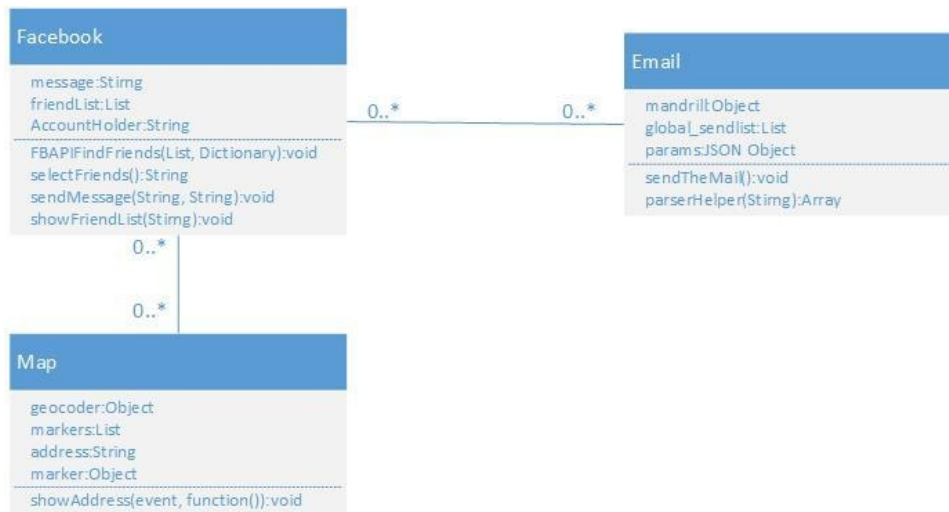 Facebook
message:Stirng
friendList:List
AccountHolder:String
FBAPIFindFriends(List, Dictionary):void
selectFriends():String
sendMessage(String, String):void
showFriendList(Stirng):void
0..*
0..*
Email
mandrill:Object
global_sendlist:List
params:JSON Object
sendTheMail():void
parserHelper(Stirng):Array
0..*
0..*
Map
geocoder:Object
markers:List
address:String
marker:Object
showAddress(event, function()):void